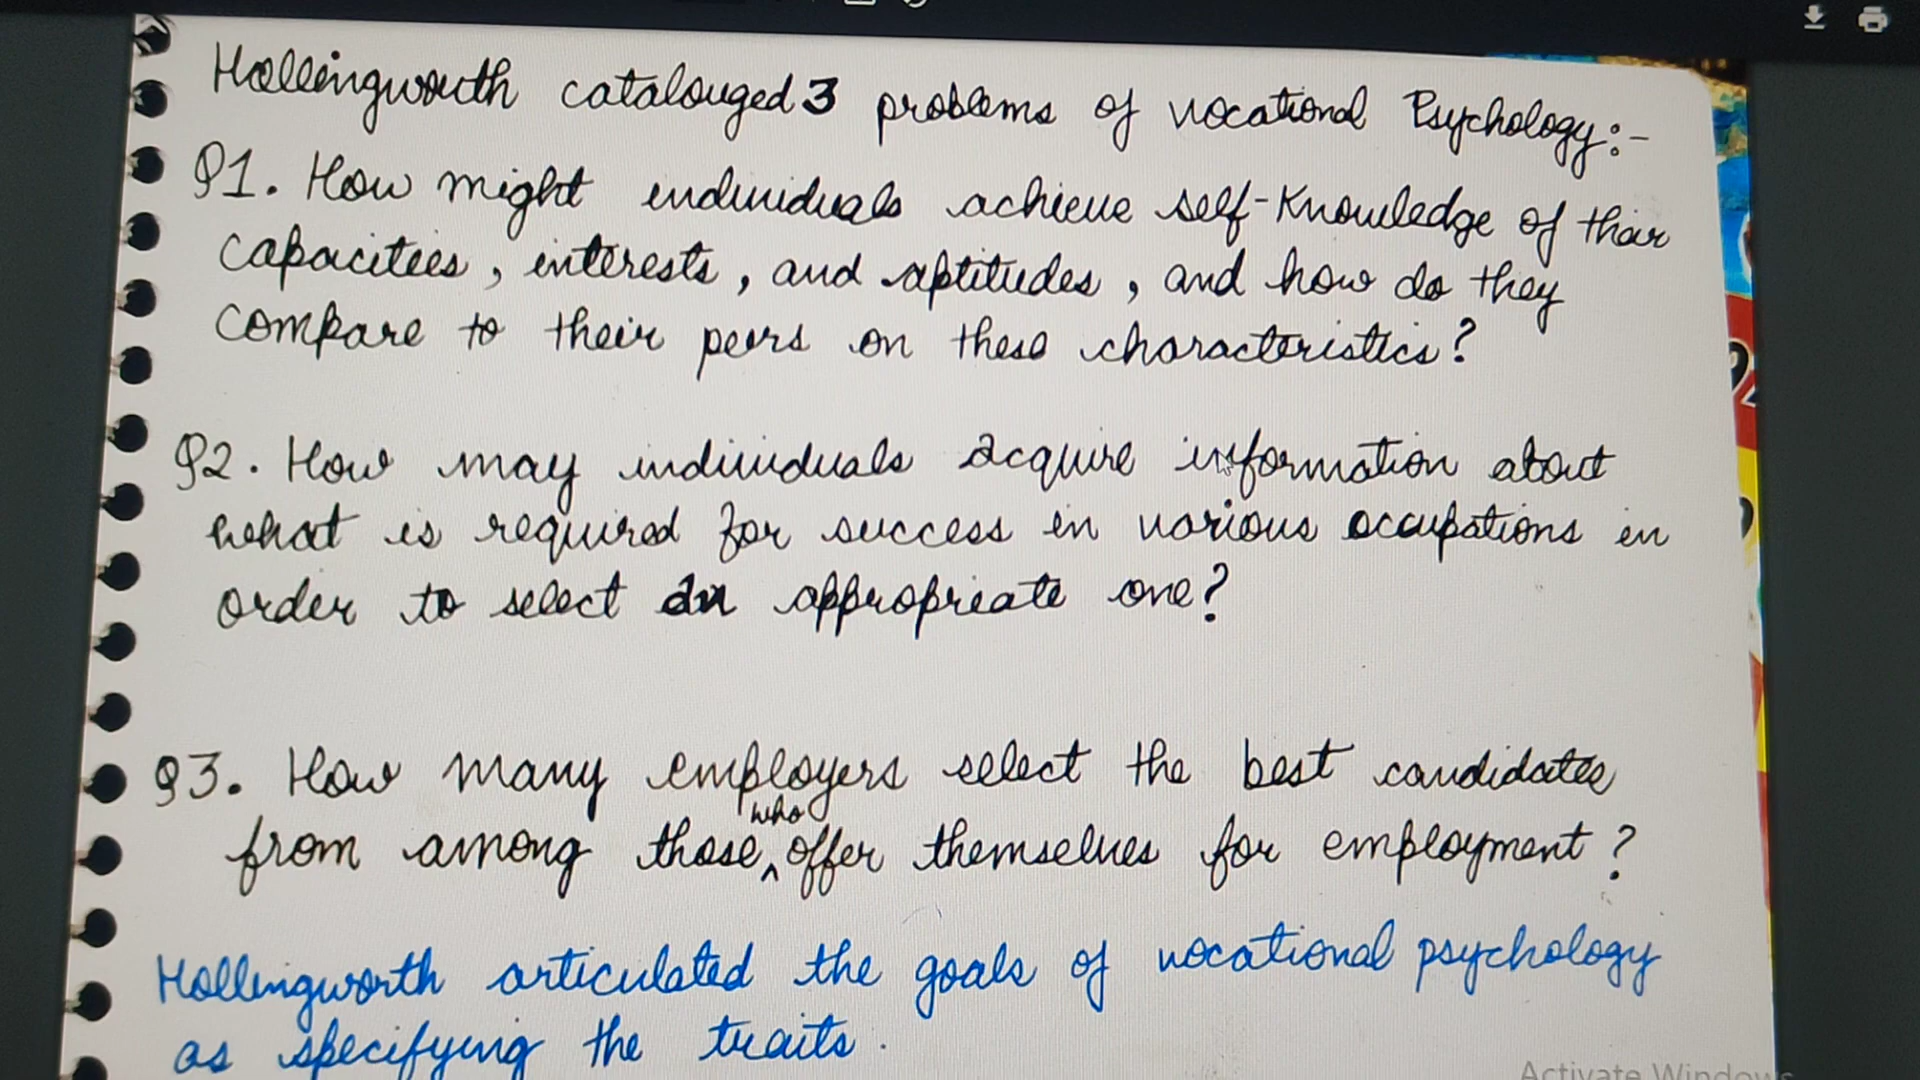 Hollingworth catalouged 3 problems of vocational Psychology:-
Q1. How might individuals achieve self-Knowledge of their
capacities, interests, and aptitudes, and how do they
compare to their peers on these characteristics?
Q2. How may individuals acquire information about
what is required for success in various occupations in
order to select an appropriate one?
Q3. How many employers select the best candidates
from among those who offer themselves for employment?
Hollingworth articulated the goals of vocational psychology
as specifying the traits.
Activate Windows